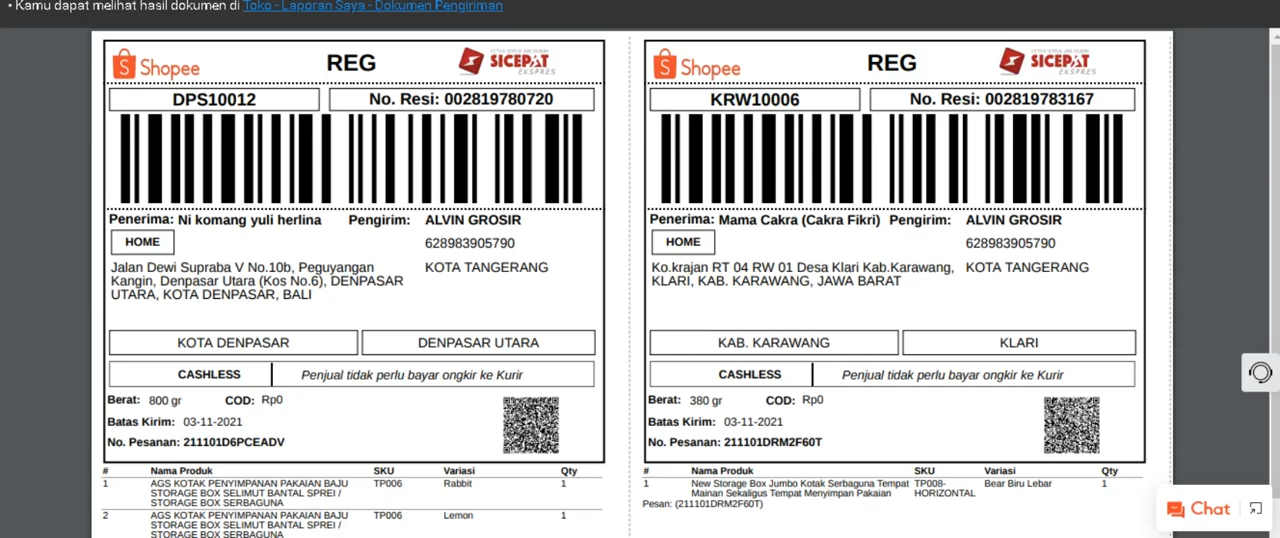 • Kamu dapat melihat hasil dokumen di Toko - Laporan Saya - Dokumen Pengiriman
Shopee
REG
SICEPAT
EKSPRES
DPS10012
No. Resi: 002819780720
Penerima: Ni komang yuli herlina
Pengirim: ALVIN GROSIR
HOME
628983905790
Jalan Dewi Supraba V No.10b, Peguyangan
Kangin, Denpasar Utara (Kos No.6), DENPASAR
UTARA, KOTA DENPASAR, BALI
KOTA TANGERANG
KOTA DENPASAR
DENPASAR UTARA
CASHLESS
Penjual tidak perlu bayar ongkir ke Kurir
Berat: 800 gr
COD: Rp0
Batas Kirim: 03-11-2021
No. Pesanan: 211101D6PCEADV
# Nama Produk SKU Variasi Qty
1 AGS KOTAK PENYIMPANAN PAKAIAN BAJU TP006 Rabbit 1
STORAGE BOX SELIMUT BANTAL SPREI /
STORAGE BOX SERBAGUNA
2 AGS KOTAK PENYIMPANAN PAKAIAN BAJU TP006 Lemon 1
STORAGE BOX SELIMUT BANTAL SPREI /
STORAGE BOX SERBAGUNA
Shopee
REG
SICEPAT
EKSPRES
KRW10006
No. Resi: 002819783167
Penerima: Mama Cakra (Cakra Fikri)
Pengirim: ALVIN GROSIR
HOME
628983905790
Ko.krajan RT 04 RW 01 Desa Klari Kab.Karawang,
KLARI, KAB. KARAWANG, JAWA BARAT
KOTA TANGERANG
KAB. KARAWANG
KLARI
CASHLESS
Penjual tidak perlu bayar ongkir ke Kurir
Berat: 380 gr
COD: Rp0
Batas Kirim: 03-11-2021
No. Pesanan: 211101DRM2F60T
# Nama Produk SKU Variasi Qty
1 New Storage Box Jumbo Kotak Serbaguna Tempat TP008- Bear Biru Lebar 1
Mainan Sekaligus Tempat Menyimpan Pakaian HORIZONTAL
Pesan: (211101DRM2F60T)
Chat